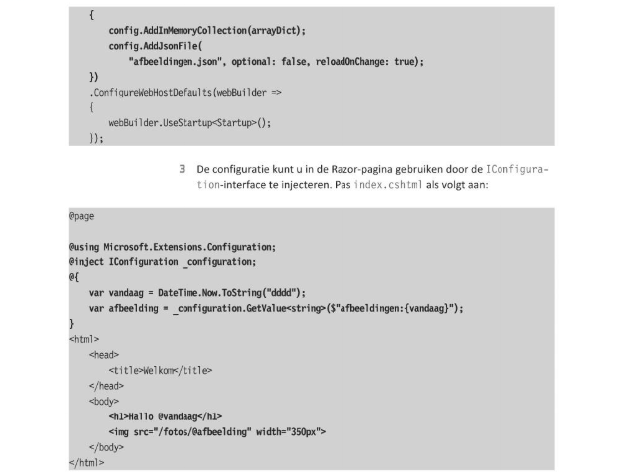 {
config.AddInMemoryCollection(arrayDict);
config.AddJsonFile(
"afbeeldingen.json", optional: false, reloadOnChange: true);
})
.ConfigureWebHostDefaults(webBuilder =>
{
webBuilder.UseStartup<Startup>();
});
3 De configuratie kunt u in de Razor-pagina gebruiken door de IConfigura-
tion-interface te injecteren. Pas index.cshtml als volgt aan:
@page
@using Microsoft.Extensions.Configuration;
@inject IConfiguration _configuration;
@{
var vandaag = DateTime.Now.ToString("dddd");
var afbeelding = _configuration.GetValue<string>($"afbeeldingen:{vandaag}");
}
<html>
<head>
<title>Welkom</title>
</head>
<body>
<h1>Hallo @vandaag</h1>
<img src="/fotos/@afbeelding" width="350px">
</body>
</html>